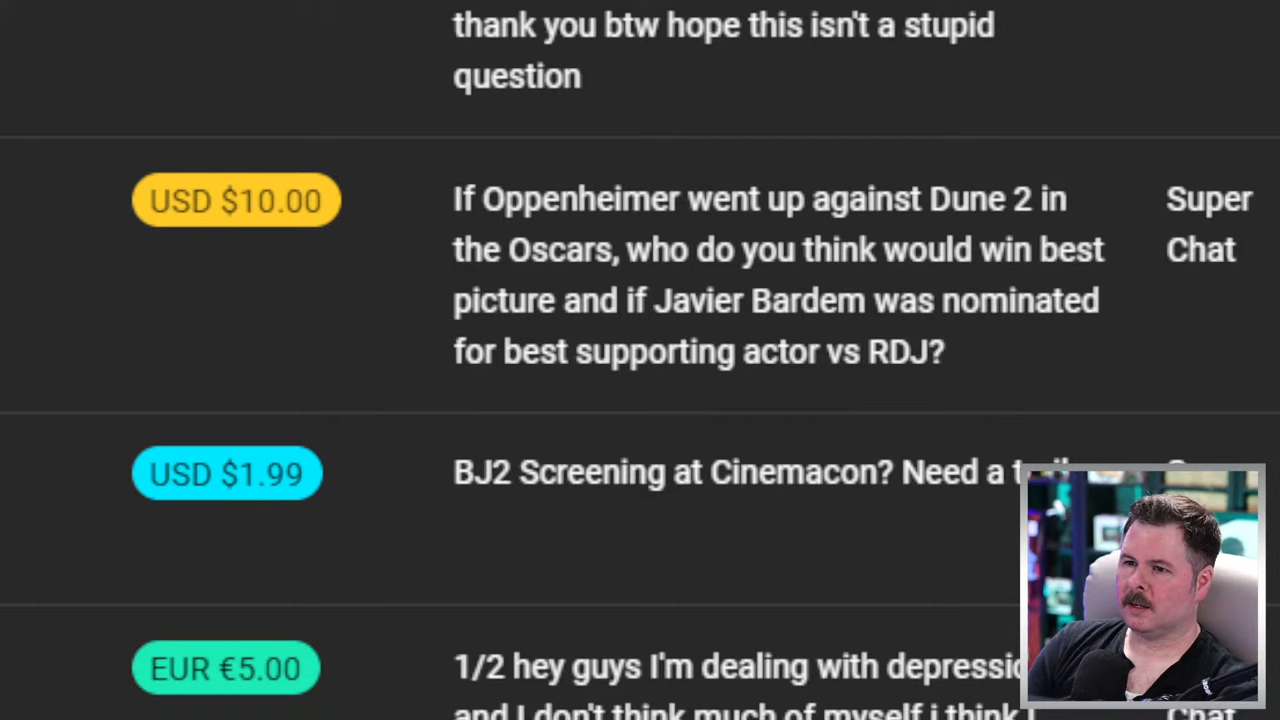 thank you btw hope this isn't a stupid
question
USD $10.00
If Oppenheimer went up against Dune 2 in
the Oscars, who do you think would win best
picture and if Javier Bardem was nominated
for best supporting actor vs RDJ?
Super
Chat
USD $1.99
BJ2 Screening at Cinemacon? Need a
EUR €5.00
1/2 hey guys I'm dealing with
and I don't think much of myself i think I
Chat